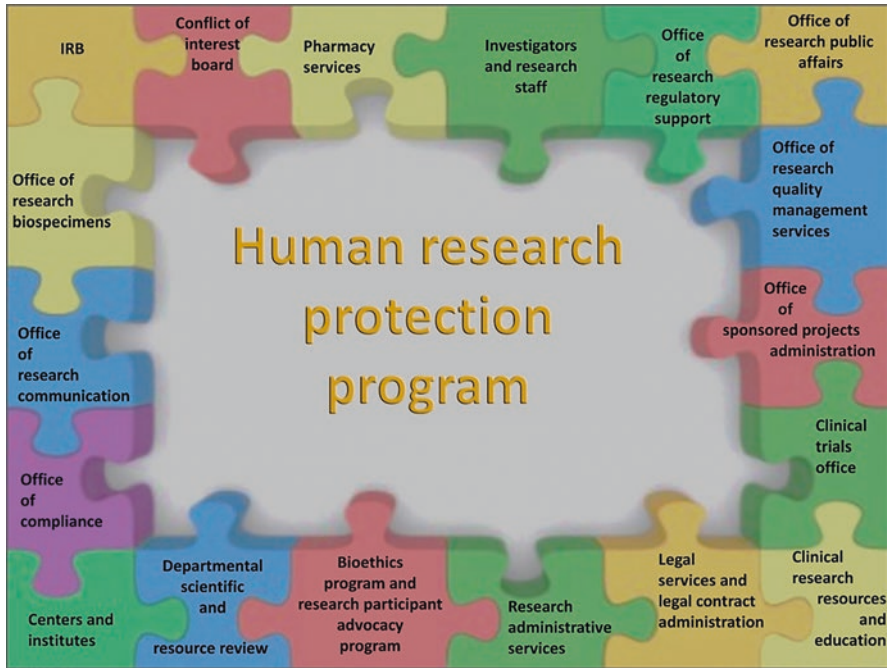 IRB
Conflict of
interest
board
Pharmacy
services
Investigators
and research
staff
Office
of
research
regulatory
support
Office of
research public
affairs
Office of
research
biospecimens
Office of
research
quality
management
services
Human research
protection
program
Office
of
research
communication
Office
of
sponsored projects
administration
Office
of
compliance
Clinical
trials
office
Centers and
institutes
Departmental
scientific
and
resource review
Bioethics
program and
research participant
advocacy
program
Research
administrative
services
Legal
services and
legal contract
administration
Clinical
research
resources
and
education